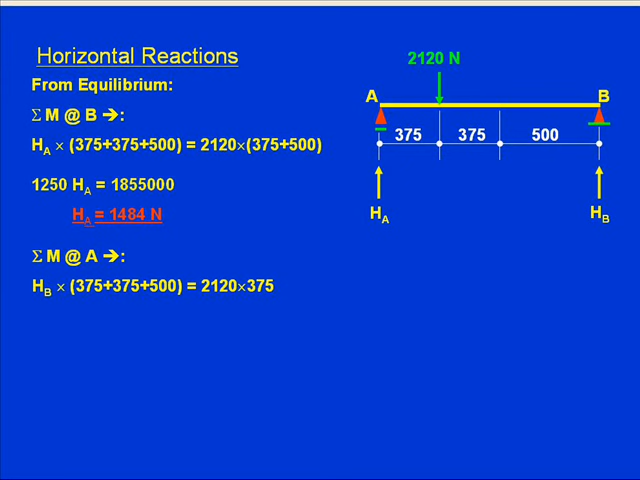 Horizontal Reactions
From Equilibrium:
Σ M @ B ➔:
H_A × (375+375+500) = 2120×(375+500)
1250 H_A = 1855000
H_A = 1484 N
Σ M @ A ➔:
H_B × (375+375+500) = 2120×375
2120 N
A B
375 375 500
H_A H_B